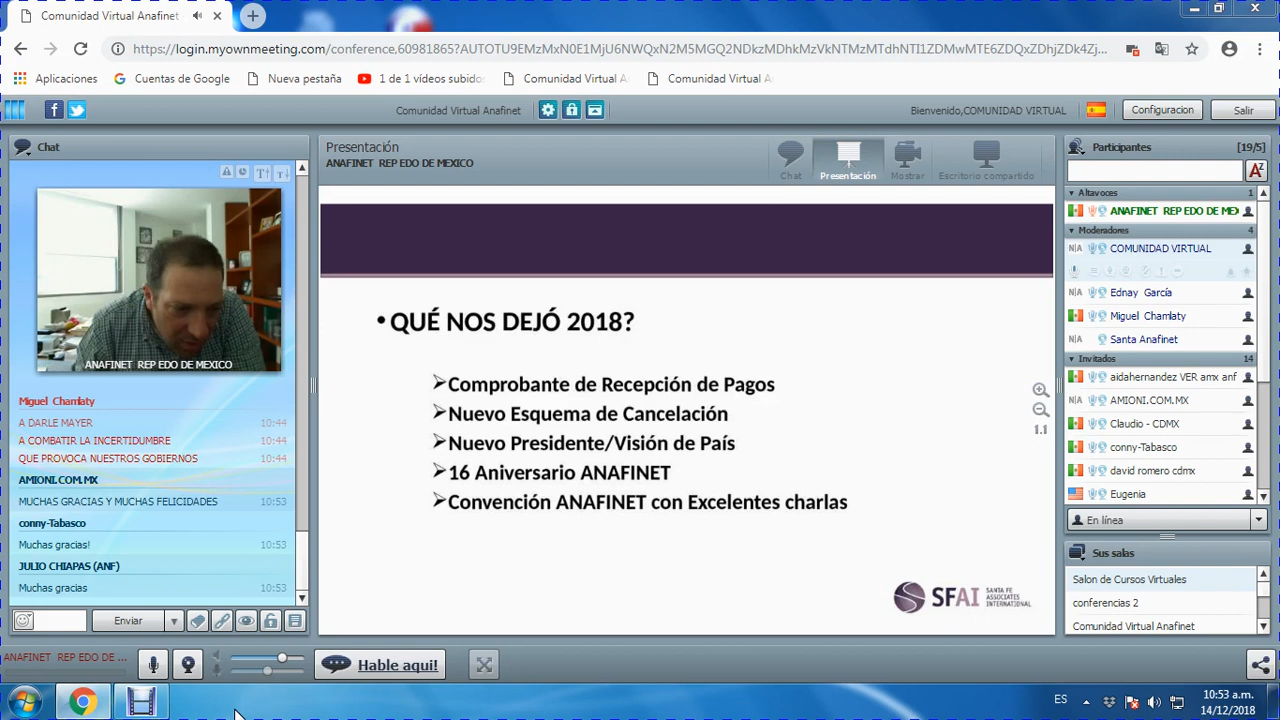 Comunidad Virtual Anafinet
https://login.myownmeeting.com/conference,60981865?AUTOTU9EMzMxN0E1MjU6NWQxN2M5MGQ2NDkzMDhkMzVkNTMzMTdhNTI1ZDMwMTE6ZDQxZDhjZDk4Zj...
Aplicaciones
Cuentas de Google
Nueva pestaña
1 de 1 vídeos subidos
Comunidad Virtual A
Comunidad Virtual A
Comunidad Virtual Anafinet
Bienvenido,COMUNIDAD VIRTUAL
Configuracion
Salir
Chat
ANAFINET REP EDO DE MEXICO
Miguel Chamlaty
A DARLE MAYER 10:44
A COMBATIR LA INCERTIDUMBRE 10:44
QUE PROVOCA NUESTROS GOBIERNOS 10:44
AMIONI.COM.MX
MUCHAS GRACIAS Y MUCHAS FELICIDADES 10:53
conny-Tabasco
Muchas gracias! 10:53
JULIO CHIAPAS (ANF)
Muchas gracias 10:53
Enviar
Presentación
ANAFINET REP EDO DE MEXICO
Chat
Presentación
Mostrar
Escritorio compartido
• QUÉ NOS DEJÓ 2018?
➢Comprobante de Recepción de Pagos
➢Nuevo Esquema de Cancelación
➢Nuevo Presidente/Visión de País
➢16 Aniversario ANAFINET
➢Convención ANAFINET con Excelentes charlas
SFAI
SANTA FE
ASSOCIATES
INTERNATIONAL
1.1
Participantes [19/5]
Altavoces 1
ANAFINET REP EDO DE MEX
Moderadores 4
N/A COMUNIDAD VIRTUAL
N/A Ednay García
Miguel Chamlaty
N/A Santa Anafinet
Invitados 14
aidahernandez VER amx anf
N/A AMIONI.COM.MX
Claudio - CDMX
conny-Tabasco
david romero cdmx
Eugenia
En línea
Sus salas
Salon de Cursos Virtuales
conferencias 2
Comunidad Virtual Anafinet
ANAFINET REP EDO DE ...
Hable aqui!
ES
10:53 a.m.
14/12/2018